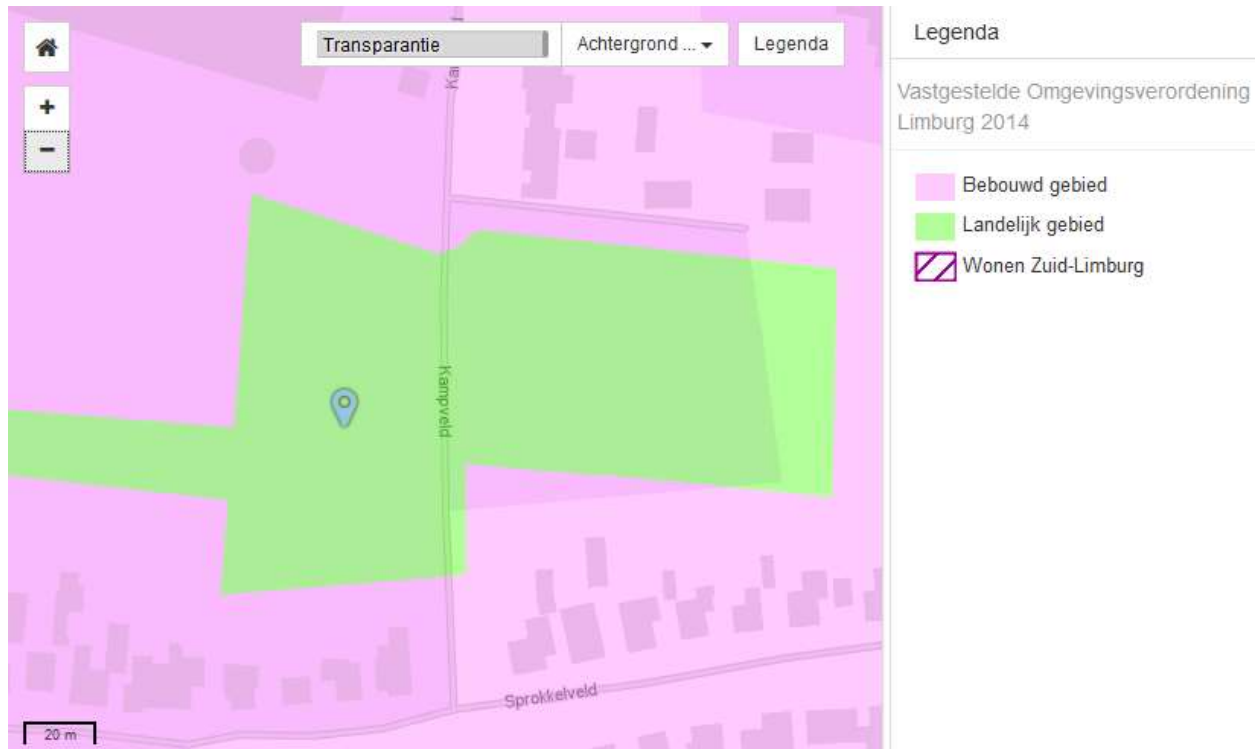 Transparantie
Achtergrond ...
Legenda
+
−
Kampveld
Sprokkelveld
20 m
Legenda
Vastgestelde Omgevingsverordening
Limburg 2014
Bebouwd gebied
Landelijk gebied
Wonen Zuid-Limburg